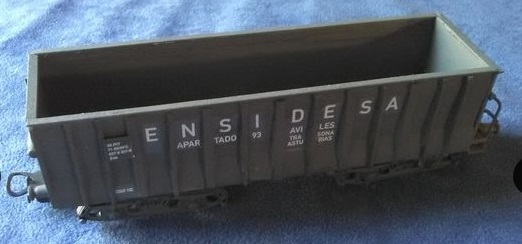 ENSIDESA
APARTADO 93 AVILES
TRASONA
ASTURIAS